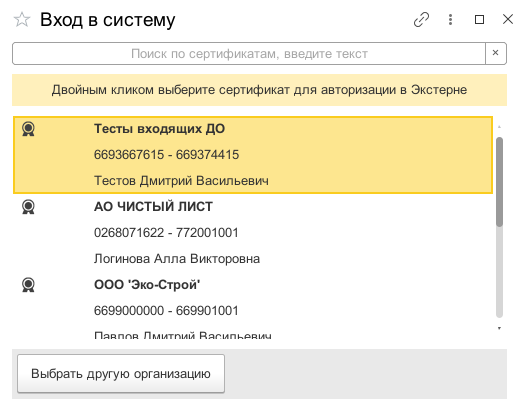 Вход в систему
Поиск по сертификатам, введите текст
Двойным кликом выберите сертификат для авторизации в Экстерне
Тесты входящих ДО
6693667615 - 669374415
Тестов Дмитрий Васильевич
АО ЧИСТЫЙ ЛИСТ
0268071622 - 772001001
Логинова Алла Викторовна
ООО 'Эко-Строй'
6699000000 - 669901001
Павлов Дмитрий Васильевич
Выбрать другую организацию